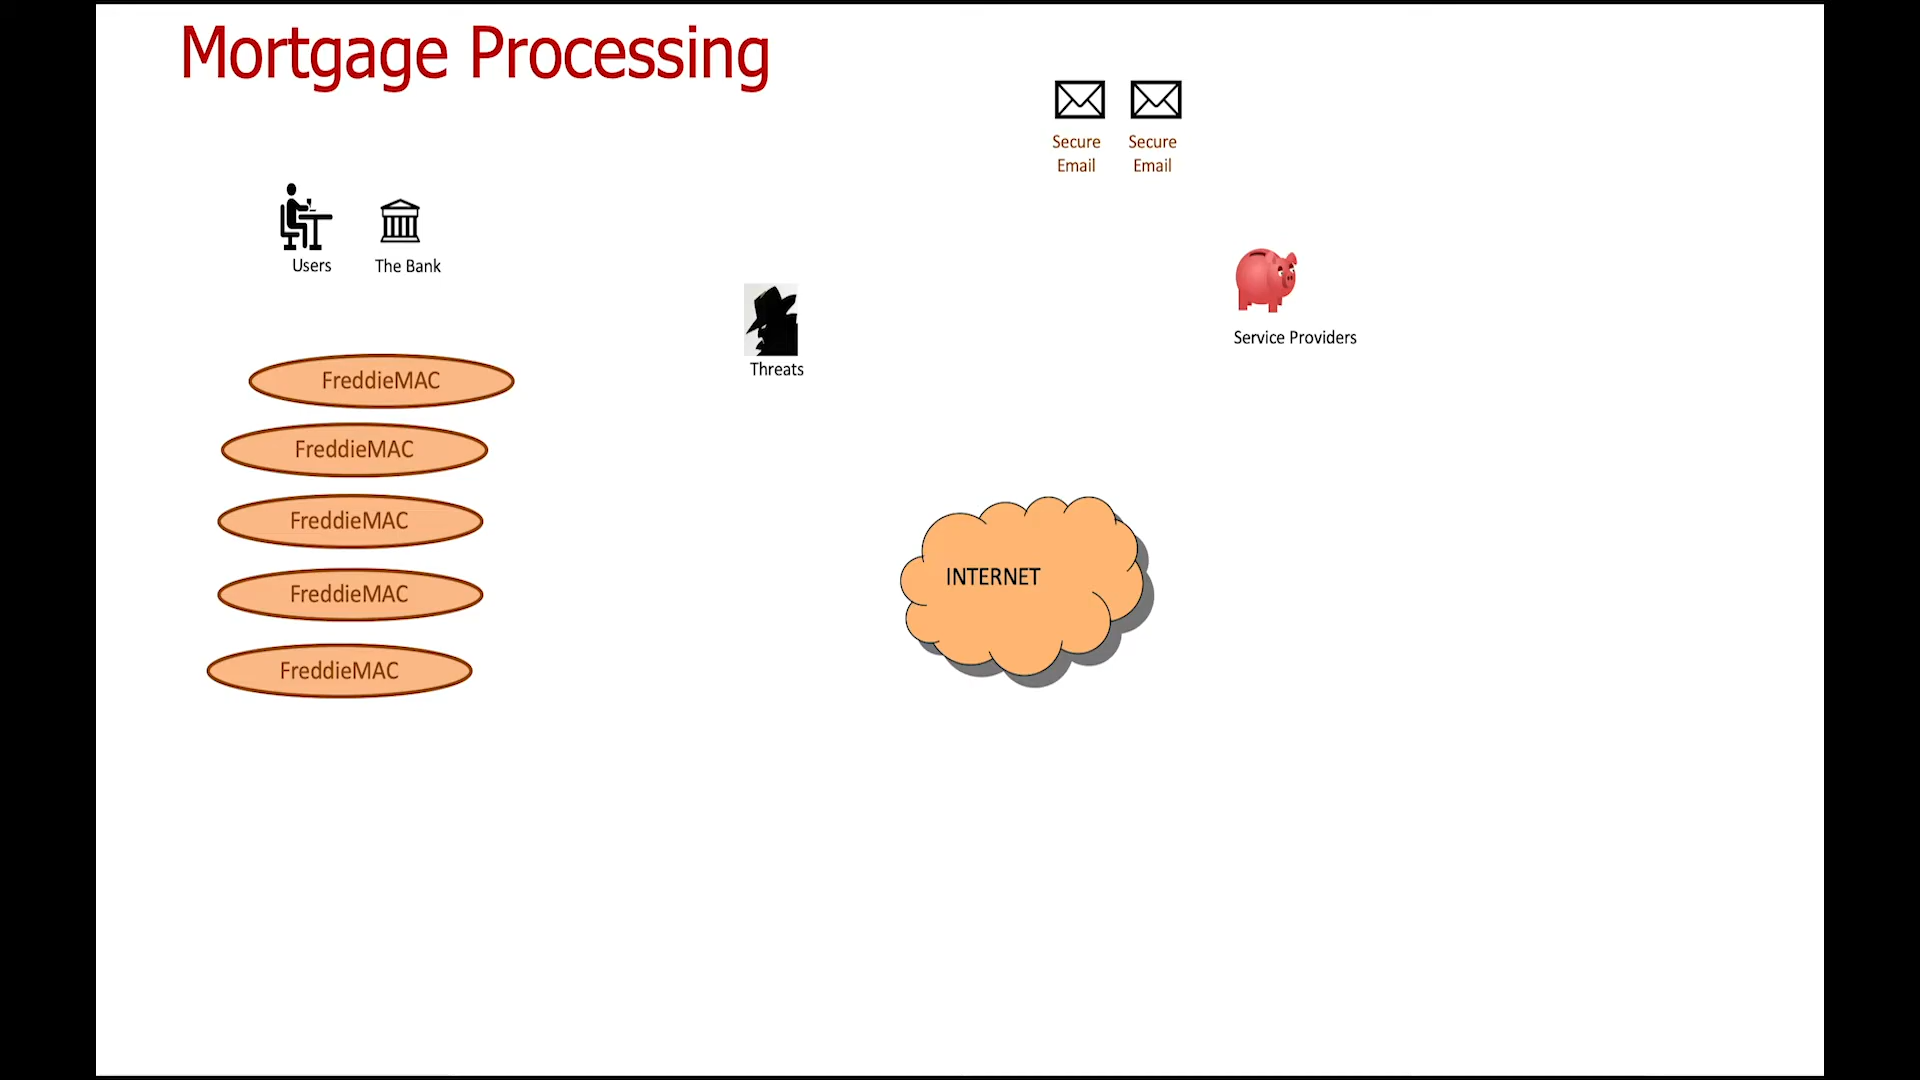 Mortgage Processing
Secure
Email
Secure
Email
Users
The Bank
Service Providers
Threats
FreddieMAC
FreddieMAC
FreddieMAC
FreddieMAC
FreddieMAC
INTERNET